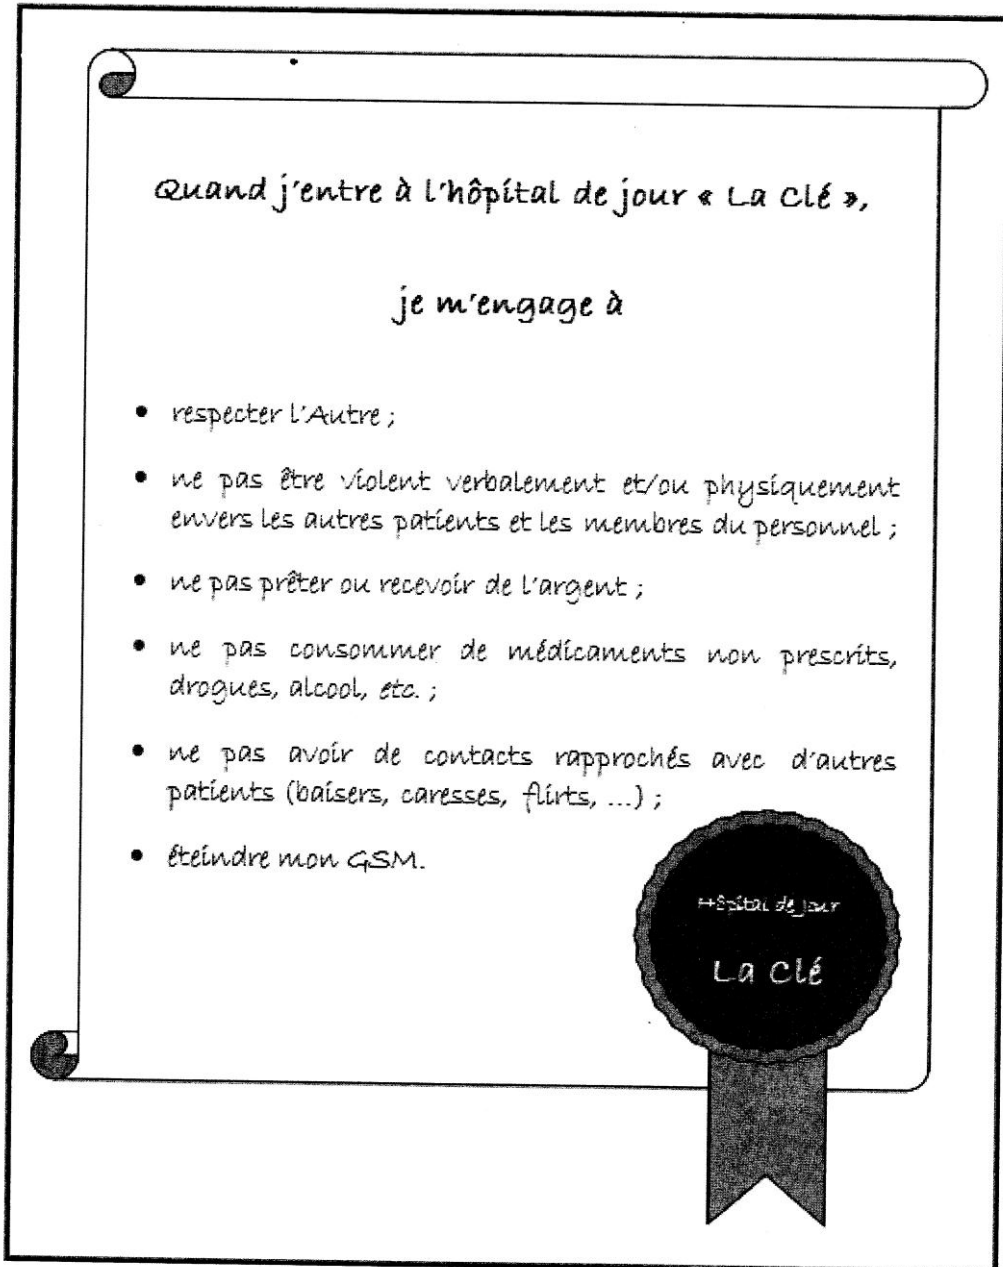 Quand j'entre à l'hôpital de jour « La Clé »,
je m'engage à
• respecter l'Autre ;
• ne pas être violent verbalement et/ou physiquement
envers les autres patients et les membres du personnel ;
• ne pas prêter ou recevoir de l'argent ;
• ne pas consommer de médicaments non prescrits,
drogues, alcool, etc. ;
• ne pas avoir de contacts rapprochés avec d'autres
patients (baisers, caresses, flirts, ...) ;
• éteindre mon GSM.
Hôpital de jour
La Clé